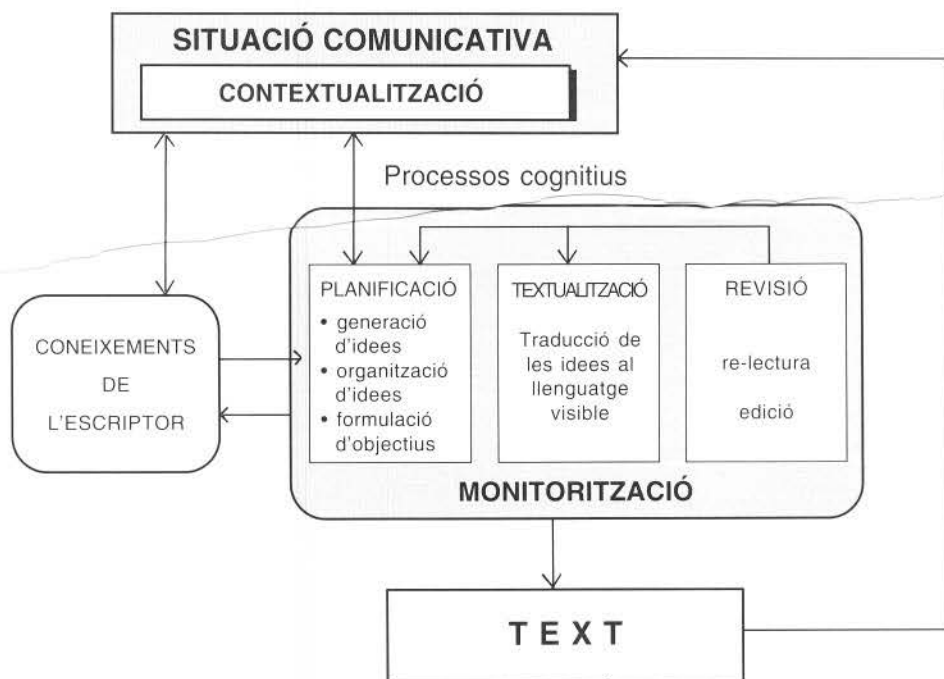 SITUACIÓ COMUNICATIVA
CONTEXTUALITZACIÓ
Processos cognitius
CONEIXEMENTS
DE
L'ESCRIPTOR
PLANIFICACIÓ
• generació
d'idees
• organització
d'idees
• formulació
d'objectius
TEXTUALITZACIÓ
Traducció de
les idees al
llenguatge
visible
REVISIÓ
re-lectura
edició
MONITORITZACIÓ
TEXT